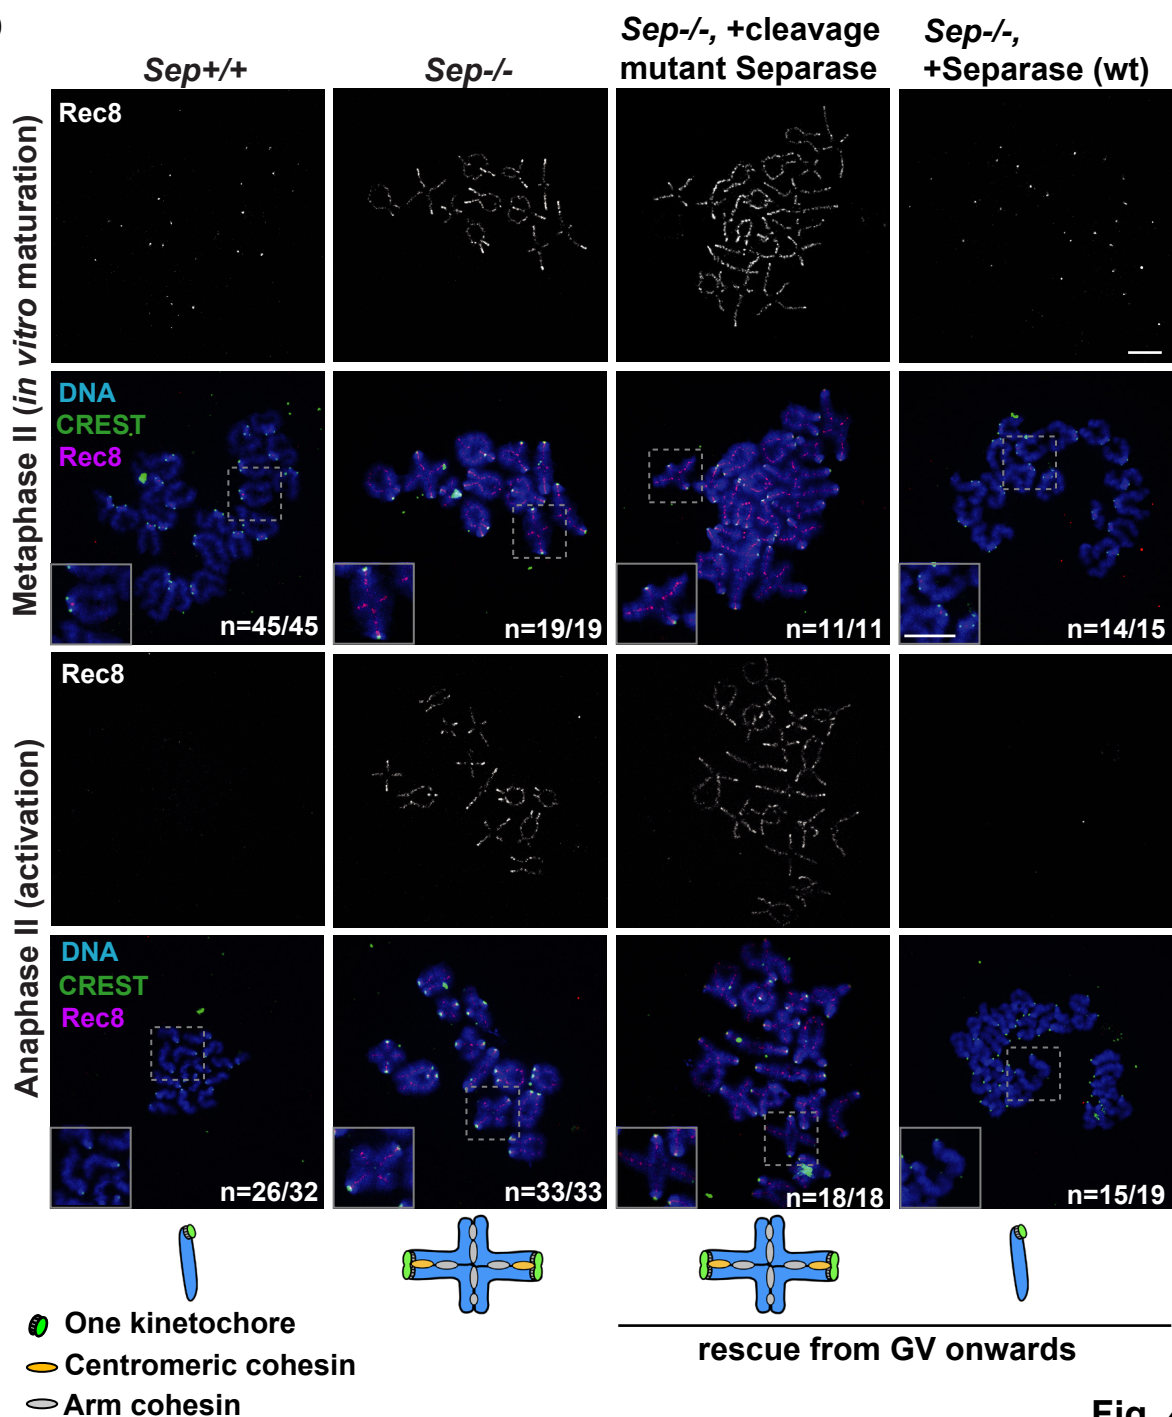 Sep+/+
Sep-/-
Sep-/-, +cleavage
mutant Separase
Sep-/-,
+Separase (wt)
Metaphase II (in vitro maturation)
Rec8
DNA
CREST
Rec8
n=45/45
n=19/19
n=11/11
n=14/15
Anaphase II (activation)
Rec8
DNA
CREST
Rec8
n=26/32
n=33/33
n=18/18
n=15/19
One kinetochore
Centromeric cohesin
Arm cohesin
rescue from GV onwards
Fig.